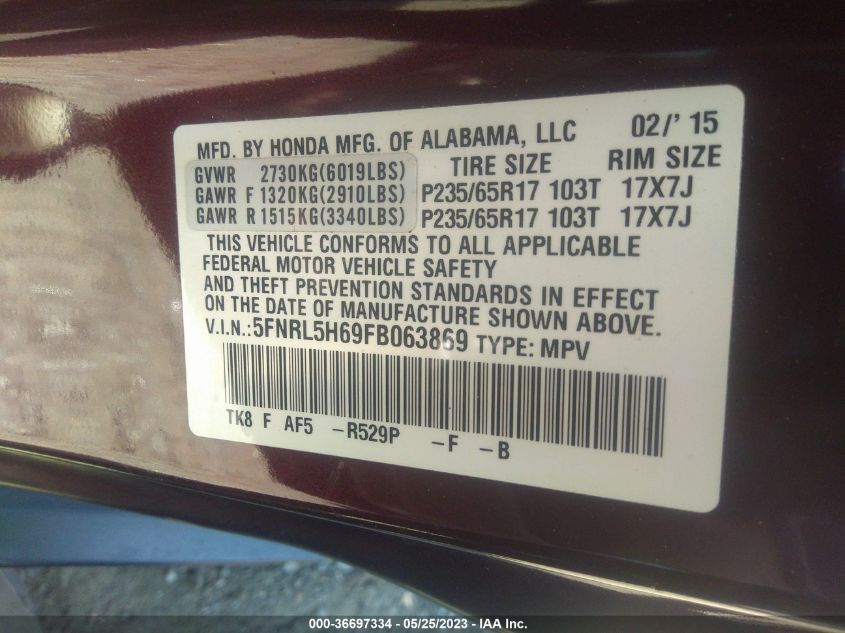 MFD. BY HONDA MFG. OF ALABAMA, LLC 02/' 15
GVWR 2730KG(6019LBS) TIRE SIZE RIM SIZE
GAWR F 1320KG(2910LBS) P235/65R17 103T 17X7J
GAWR R 1515KG(3340LBS) P235/65R17 103T 17X7J
THIS VEHICLE CONFORMS TO ALL APPLICABLE
FEDERAL MOTOR VEHICLE SAFETY
AND THEFT PREVENTION STANDARDS IN EFFECT
ON THE DATE OF MANUFACTURE SHOWN ABOVE.
V.I.N.:5FNRL5H69FB063869 TYPE: MPV
TK8 F AF5 -R529P -F -B
000-36697334 - 05/25/2023 - IAA Inc.